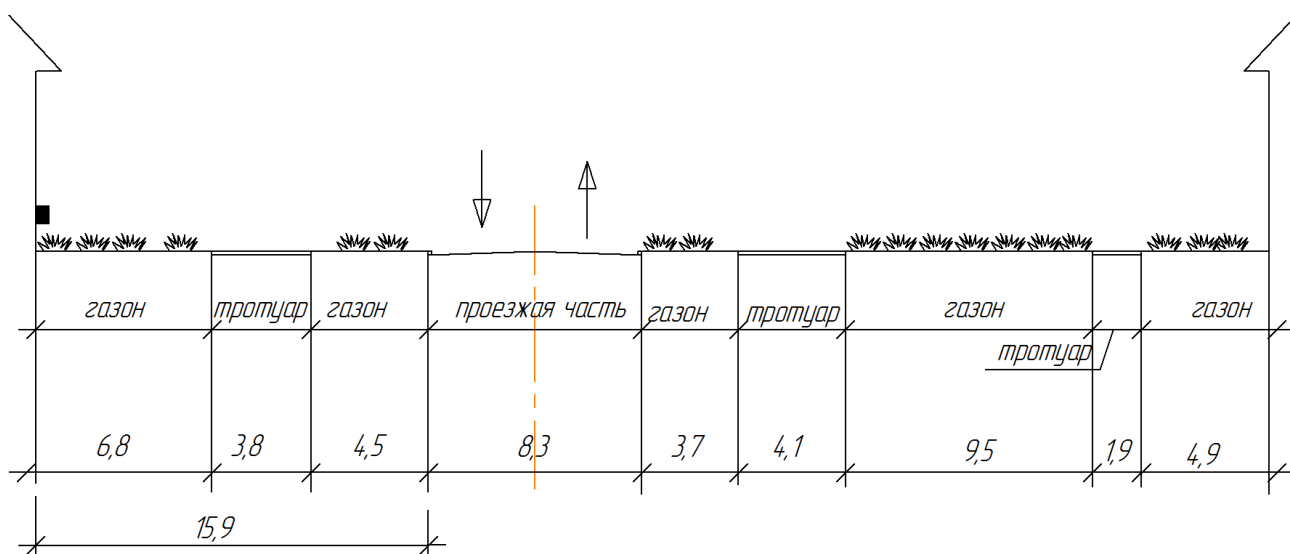 газон тротуар газон проезжая часть газон тротуар газон газон
тротуар
6,8 3,8 4,5 8,3 3,7 4,1 9,5 1,9 4,9
15,9